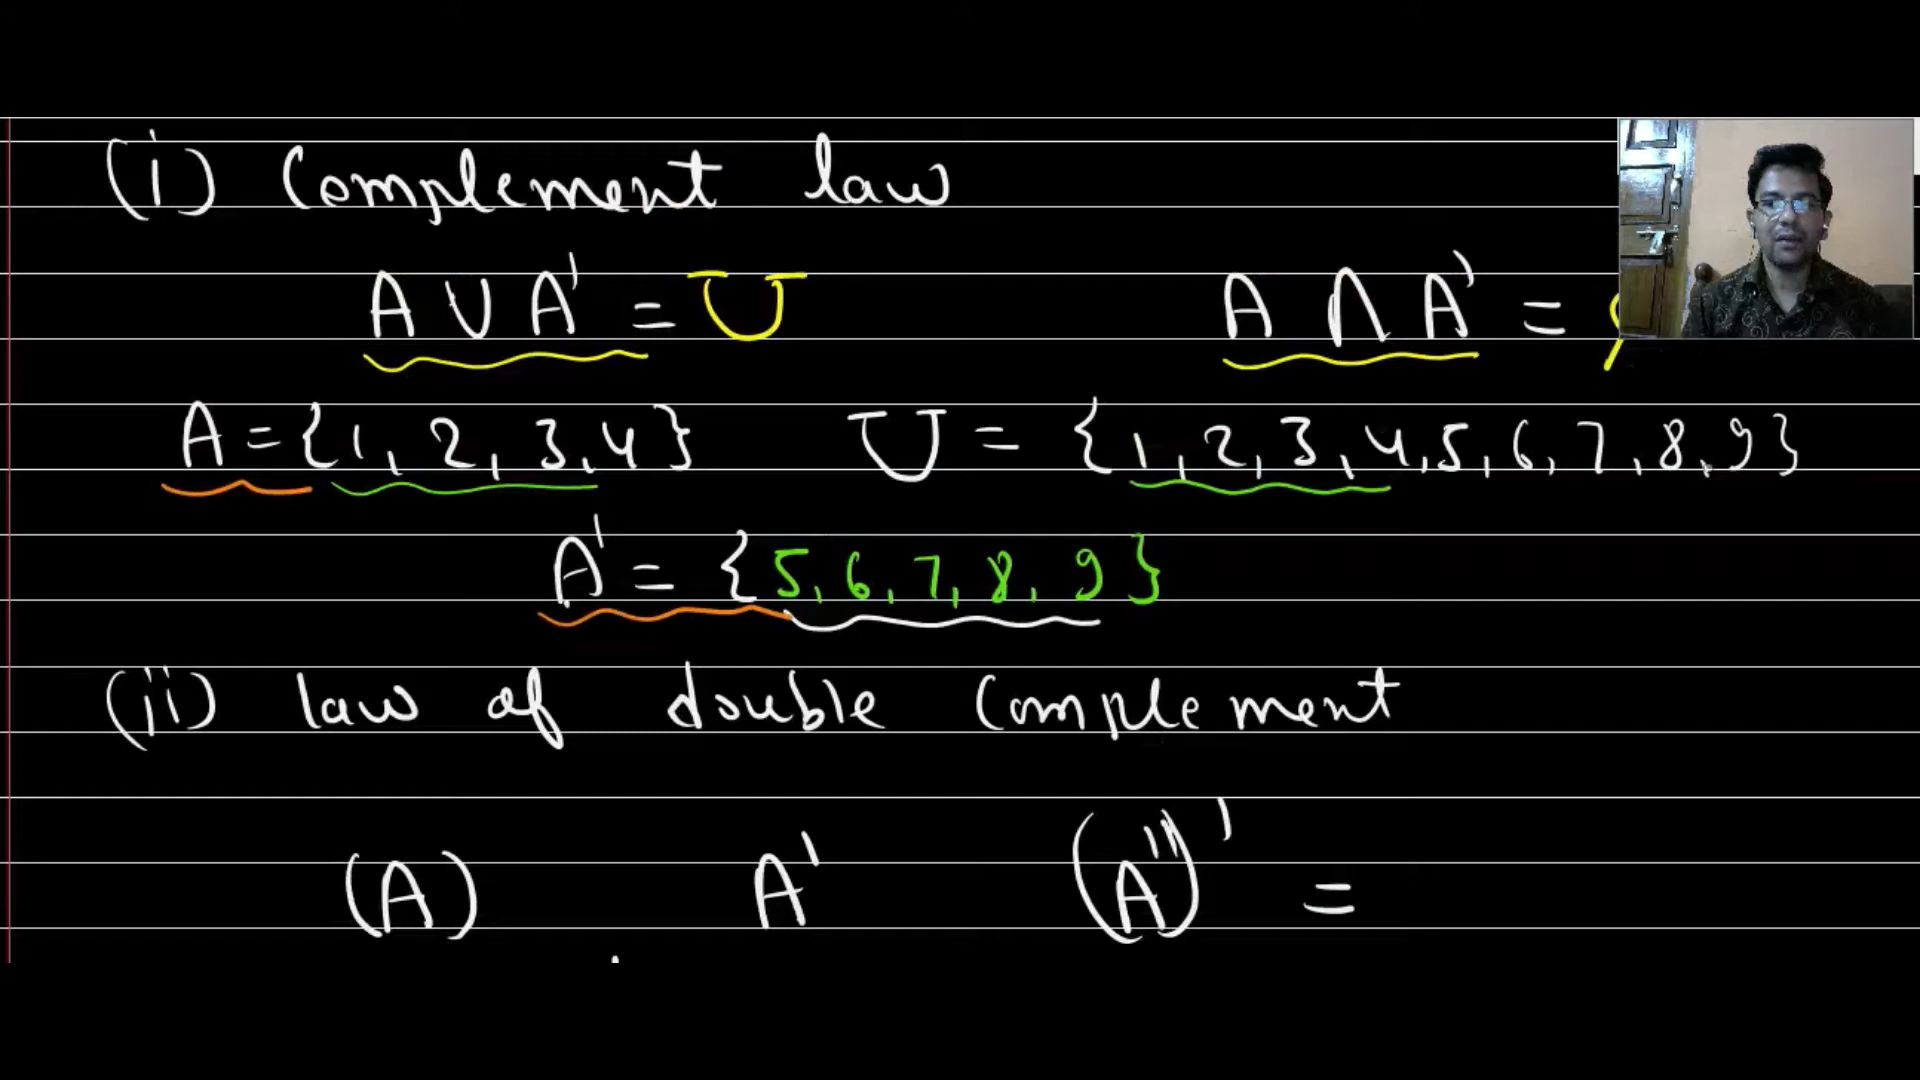 (i) Complement law
A ∪ A' = U A ∩ A' =
A = {1, 2, 3, 4} U = {1, 2, 3, 4, 5, 6, 7, 8, 9}
A' = {5, 6, 7, 8, 9}
(ii) law of double Complement
(A) A' (A'')' =